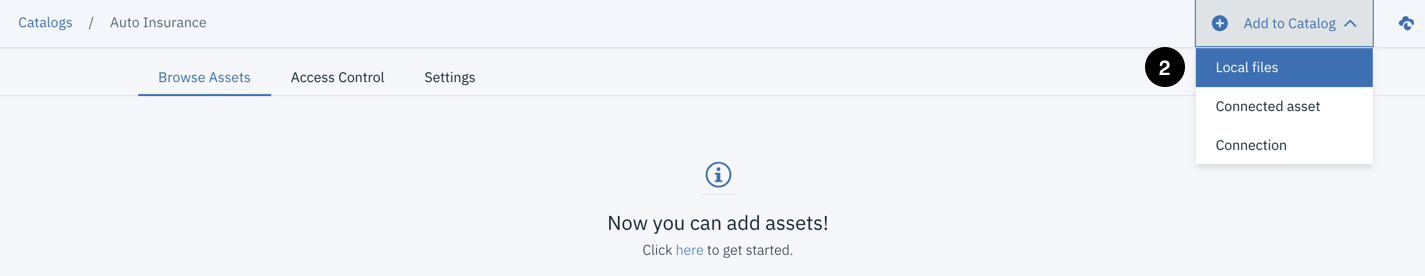 Catalogs / Auto Insurance
Add to Catalog
Browse Assets
Access Control
Settings
2
Local files
Connected asset
Connection
Now you can add assets!
Click here to get started.